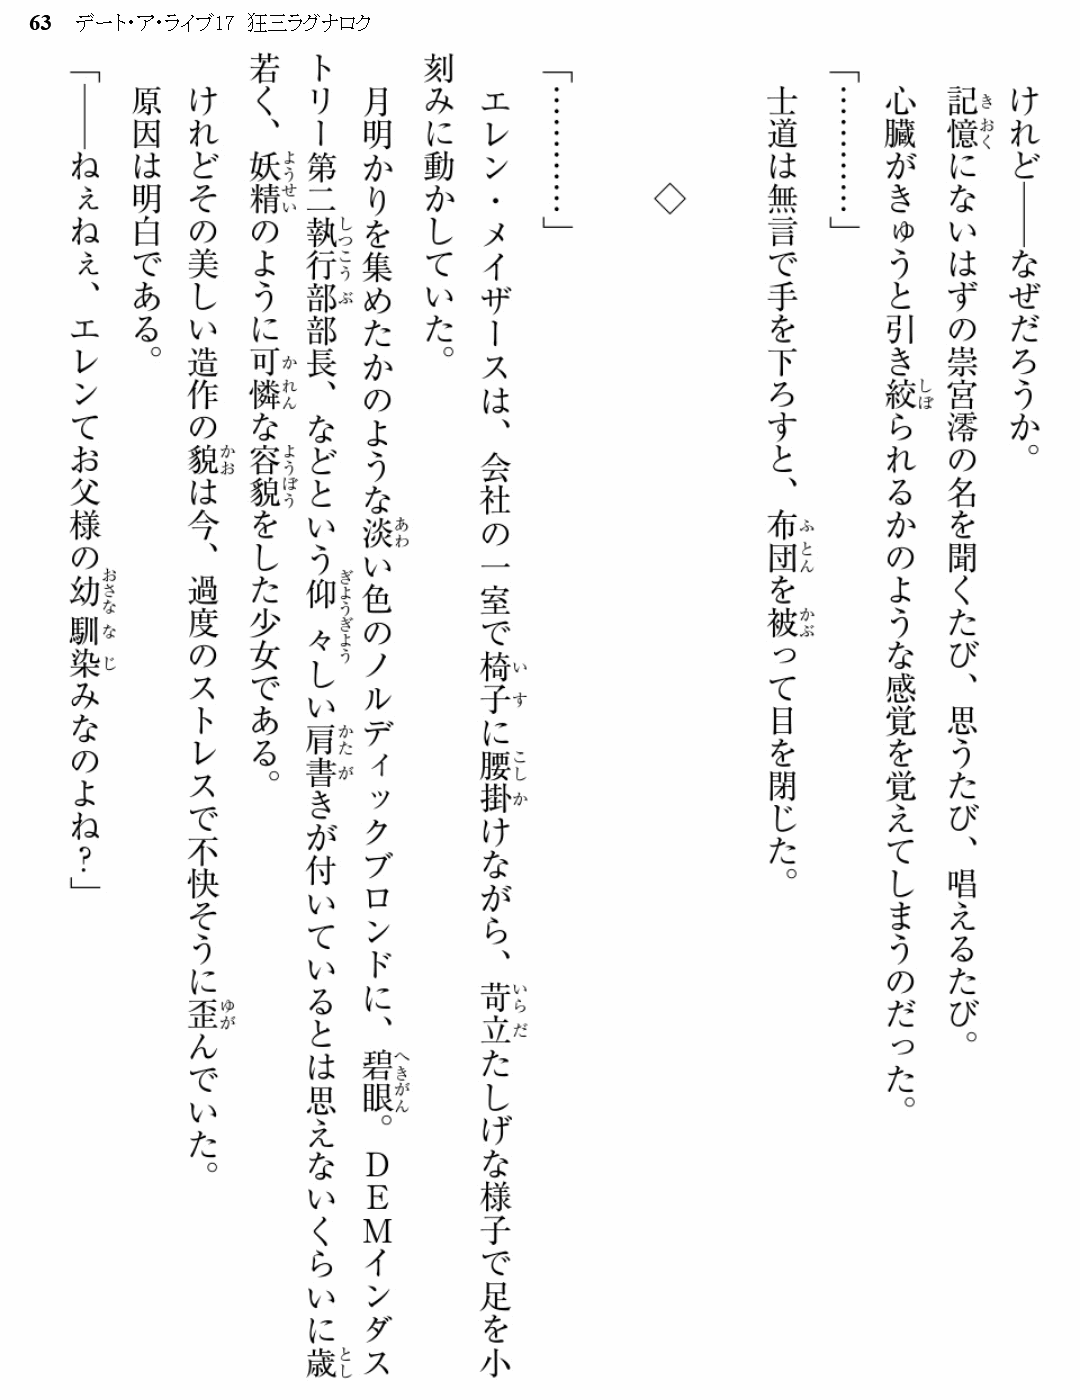 63 デート・ア・ライブ17 狂三ラグナロク
けれど――なぜだろうか。
記憶にないはずの崇宮澪の名を聞くたび、思うたび、唱えるたび。
心臓がきゅうと引き絞られるかのような感覚を覚えてしまうのだった。
「…………」
士道は無言で手を下ろすと、布団を被って目を閉じた。
◇
「…………」
エレン・メイザースは、会社の一室で椅子に腰掛けながら、苛立たしげな様子で足を小
刻みに動かしていた。
月明かりを集めたかのような淡い色のノルディックブロンドに、碧眼。ＤＥＭインダス
トリー第二執行部部長、などという仰々しい肩書きが付いているとは思えないくらいに歳
若く、妖精のように可憐な容貌をした少女である。
けれどその美しい造作の貌は今、過度のストレスで不快そうに歪んでいた。
原因は明白である。
「――ねぇねぇ、エレンてお父様の幼馴染みなのよね？」